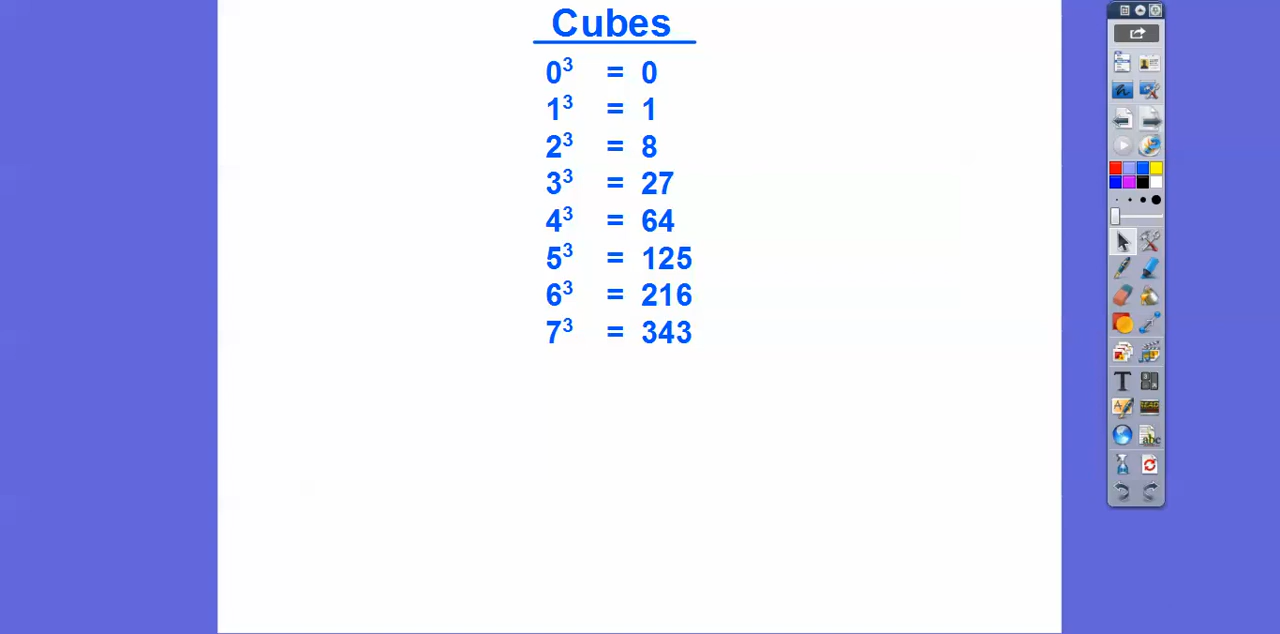 Cubes
0³ = 0
1³ = 1
2³ = 8
3³ = 27
4³ = 64
5³ = 125
6³ = 216
7³ = 343